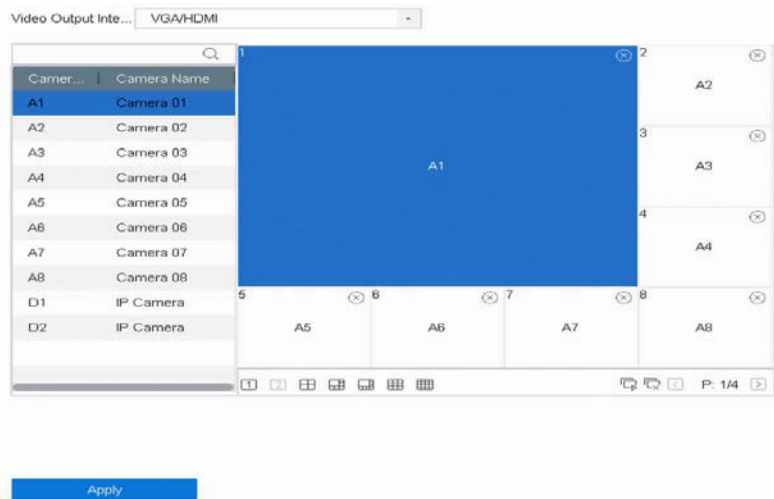 Video Output Inte... VGA/HDMI
Camer... Camera Name
A1 Camera 01
A2 Camera 02
A3 Camera 03
A4 Camera 04
A5 Camera 05
A6 Camera 06
A7 Camera 07
A8 Camera 08
D1 IP Camera
D2 IP Camera
1
A1
2
A2
3
A3
4
A4
5
A5
6
A6
7
A7
8
A8
1 2 P: 1/4
Apply